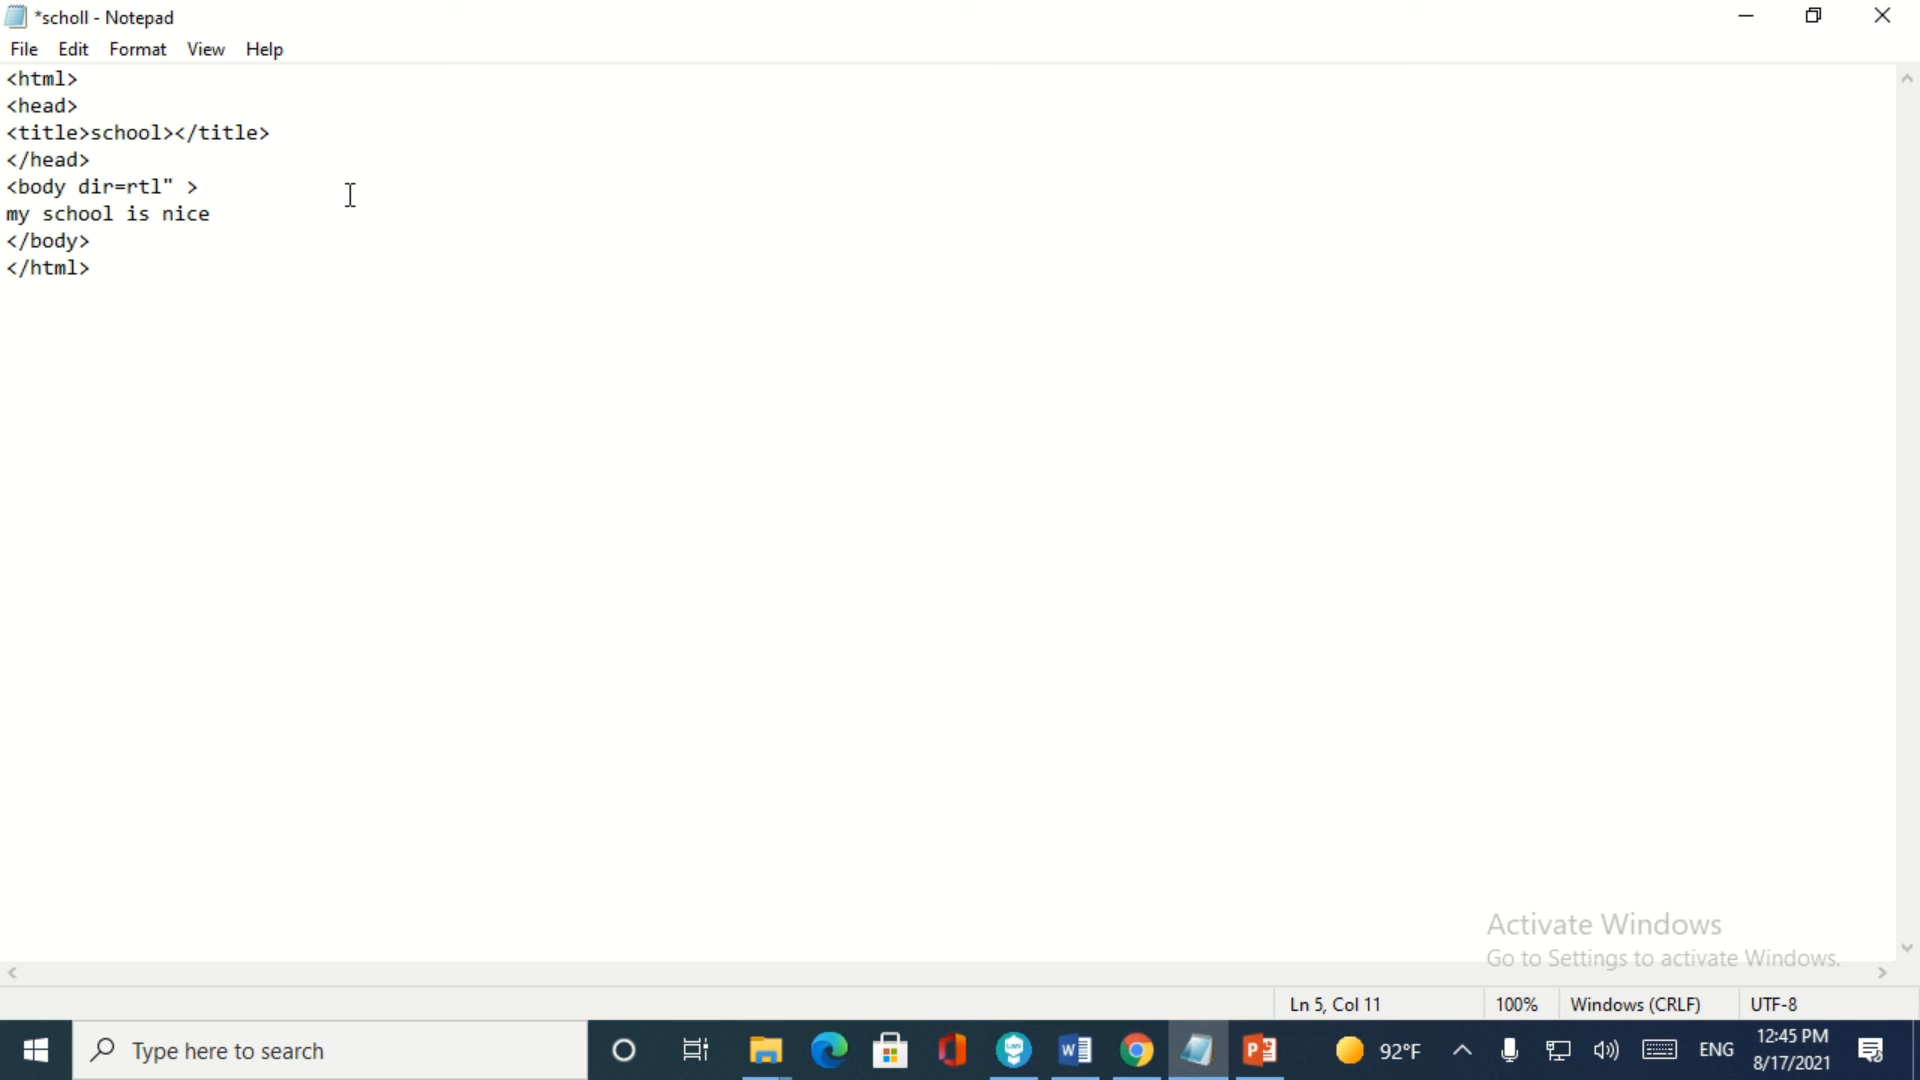 *scholl - Notepad
File Edit Format View Help
<html>
<head>
<title>school></title>
</head>
<body dir=rtl" >
my school is nice
</body>
</html>
Activate Windows
Go to Settings to activate Windows.
Ln 5, Col 11 100% Windows (CRLF) UTF-8
Type here to search 92°F ENG 12:45 PM
8/17/2021